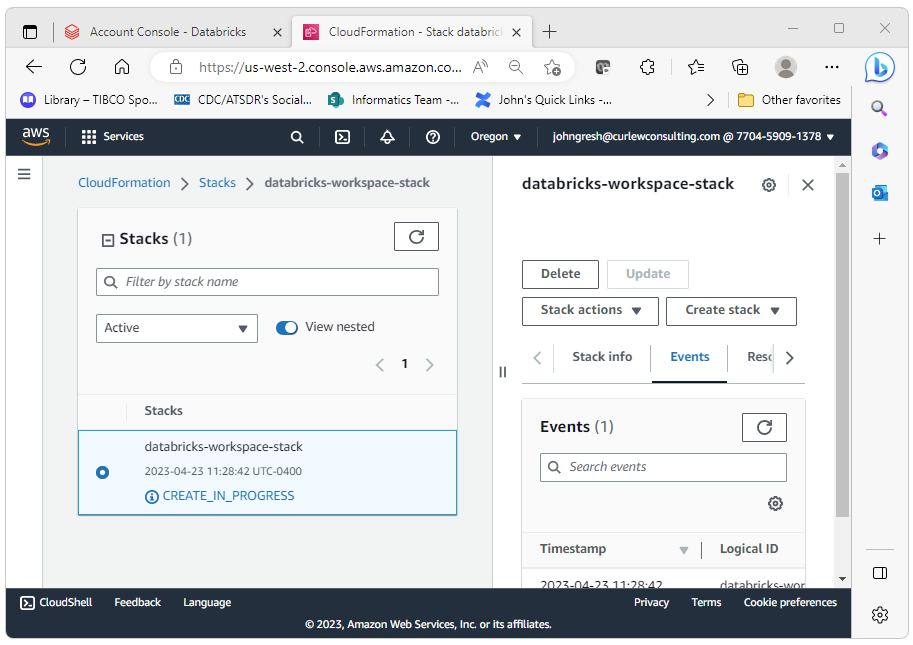 Account Console - Databricks
CloudFormation - Stack databric
https://us-west-2.console.aws.amazon.co...
Library – TIBCO Spo...
CDC/ATSDR's Social...
Informatics Team -...
John's Quick Links -...
Other favorites
aws
Services
Oregon
johngresh@curlewconsulting.com @ 7704-5909-1378
CloudFormation
Stacks
databricks-workspace-stack
Stacks (1)
Filter by stack name
Active
View nested
1
Stacks
databricks-workspace-stack
2023-04-23 11:28:42 UTC-0400
CREATE_IN_PROGRESS
databricks-workspace-stack
Delete
Update
Stack actions
Create stack
Stack info
Events
Reso
Events (1)
Search events
Timestamp
Logical ID
2023-04-23 11:28:42
databricks-wor
CloudShell
Feedback
Language
Privacy
Terms
Cookie preferences
© 2023, Amazon Web Services, Inc. or its affiliates.